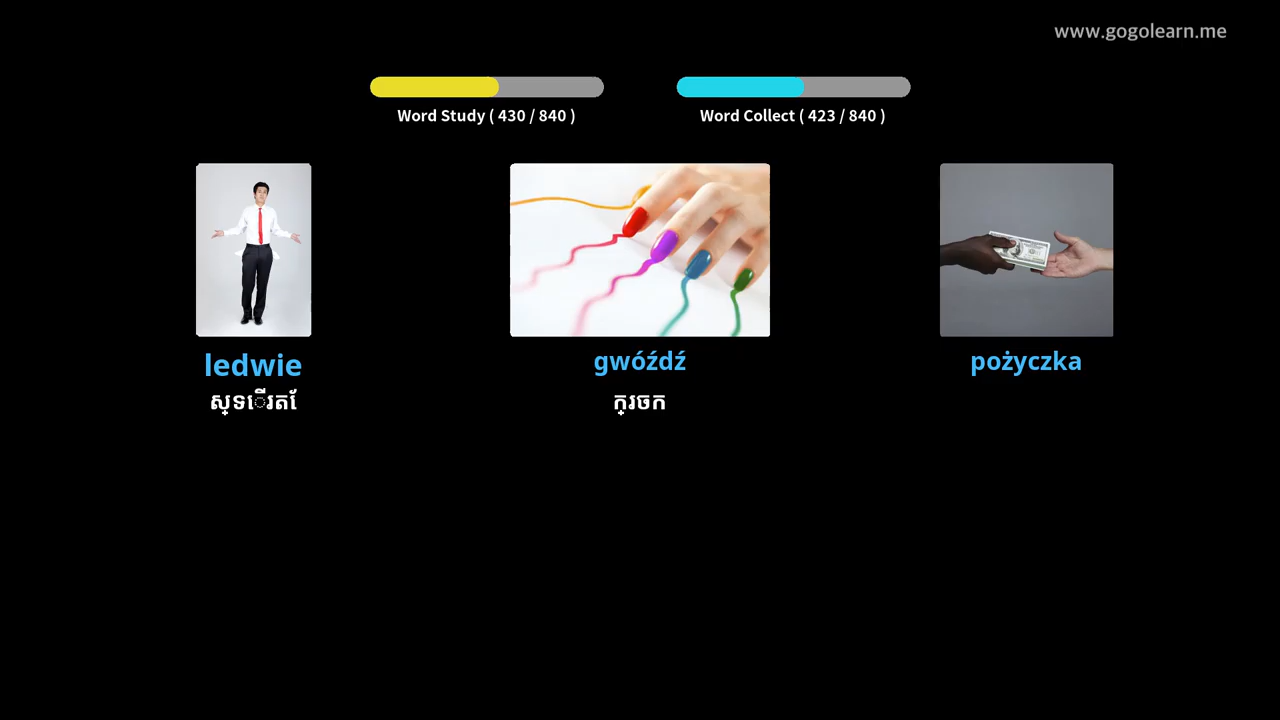 www.gogolearn.me
Word Study ( 430 / 840 )
Word Collect ( 423 / 840 )
ledwie
gwóźdź
pożyczka
ស្ទើរតែ
ក្រចក